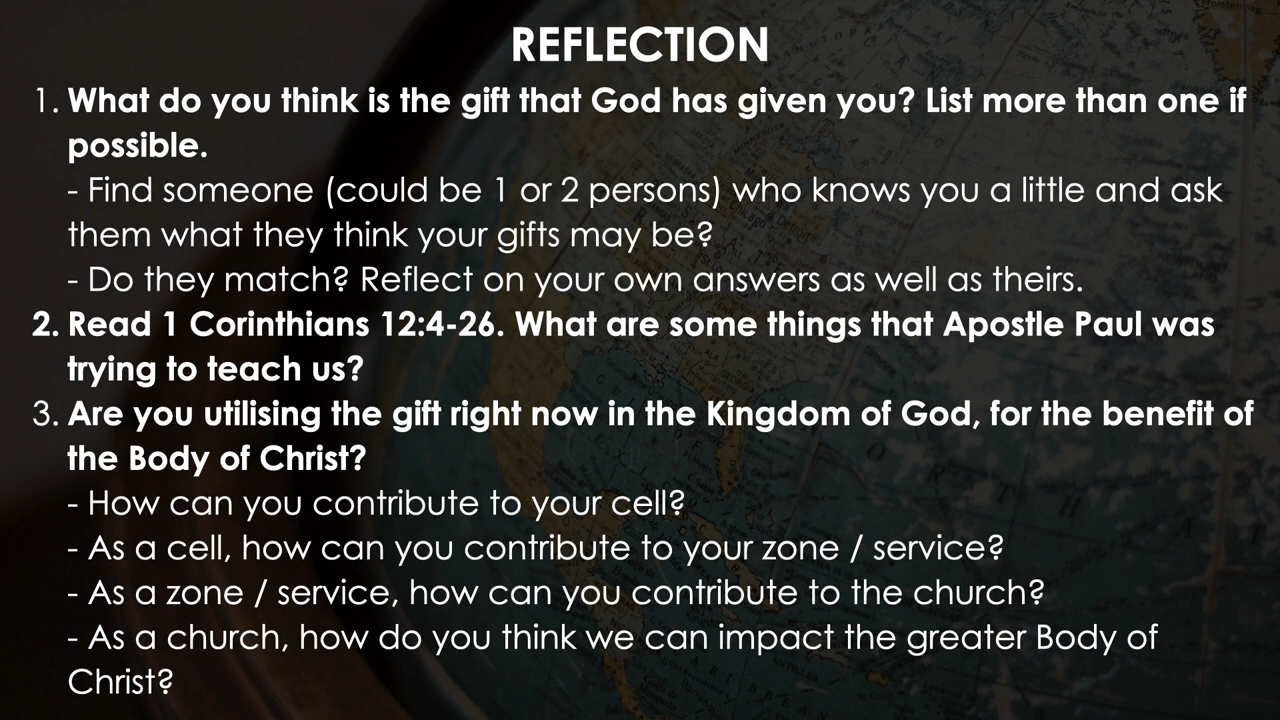 REFLECTION
1. What do you think is the gift that God has given you? List more than one if
possible.
- Find someone (could be 1 or 2 persons) who knows you a little and ask
them what they think your gifts may be?
- Do they match? Reflect on your own answers as well as theirs.
2. Read 1 Corinthians 12:4-26. What are some things that Apostle Paul was
trying to teach us?
3. Are you utilising the gift right now in the Kingdom of God, for the benefit of
the Body of Christ?
- How can you contribute to your cell?
- As a cell, how can you contribute to your zone / service?
- As a zone / service, how can you contribute to the church?
- As a church, how do you think we can impact the greater Body of
Christ?